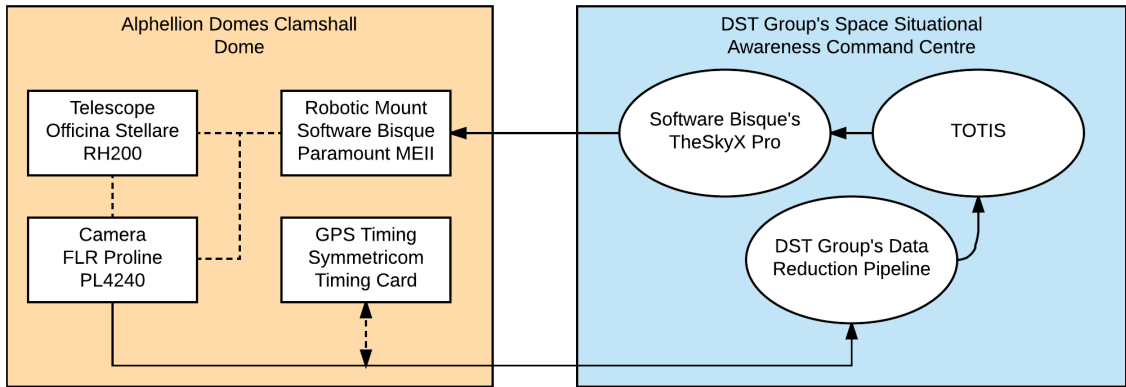 Alphellion Domes Clamshall
Dome
DST Group's Space Situational
Awareness Command Centre
Telescope
Officina Stellare
RH200
Robotic Mount
Software Bisque
Paramount MEII
Software Bisque's
TheSkyX Pro
TOTIS
Camera
FLR Proline
PL4240
GPS Timing
Symmetricom
Timing Card
DST Group's Data
Reduction Pipeline